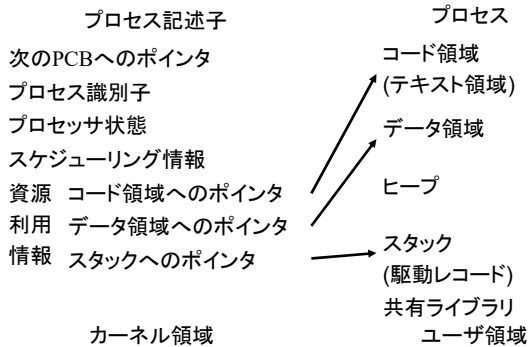 プロセス記述子
次のPCBへのポインタ
プロセス識別子
プロセッサ状態
スケジューリング情報
資源 コード領域へのポインタ
利用 データ領域へのポインタ
情報 スタックへのポインタ
カーネル領域
プロセス
コード領域
(テキスト領域)
データ領域
ヒープ
スタック
(駆動レコード)
共有ライブラリ
ユーザ領域